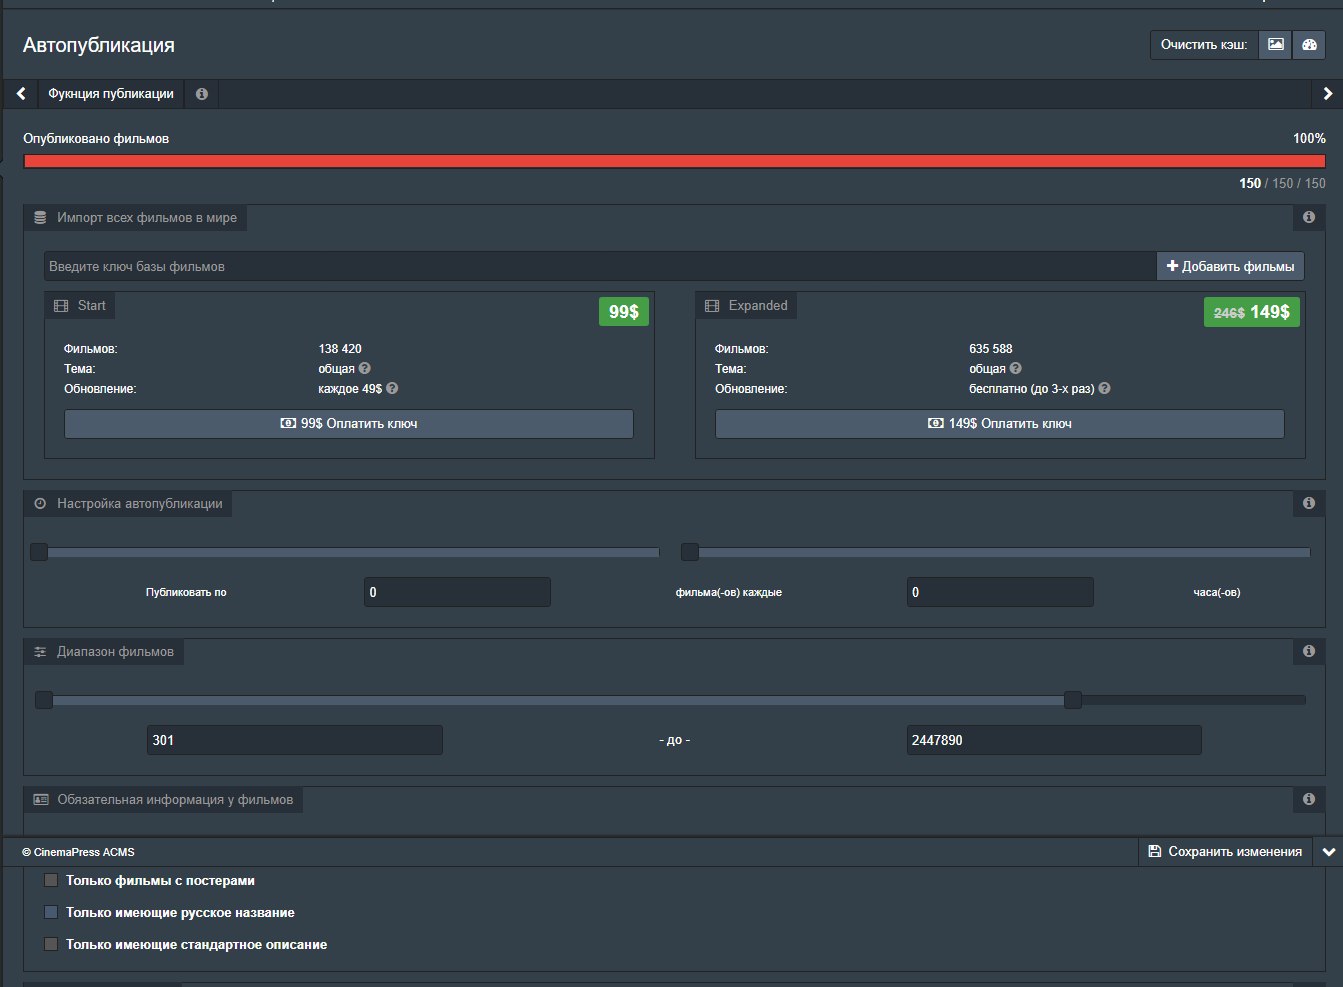 Автопубликация
Очистить кэш:
Фукнция публикации
Опубликовано фильмов
100%
150 / 150 / 150
Импорт всех фильмов в мире
Введите ключ базы фильмов
Добавить фильмы
Start
99$
Фильмов: 138 420
Тема: общая
Обновление: каждое 49$
99$ Оплатить ключ
Expanded
246$ 149$
Фильмов: 635 588
Тема: общая
Обновление: бесплатно (до 3-х раз)
149$ Оплатить ключ
Настройка автопубликации
Публиковать по 0 фильма(-ов) каждые 0 часа(-ов)
Диапазон фильмов
301 - до - 2447890
Обязательная информация у фильмов
© CinemaPress ACMS
Сохранить изменения
Только фильмы с постерами
Только имеющие русское название
Только имеющие стандартное описание